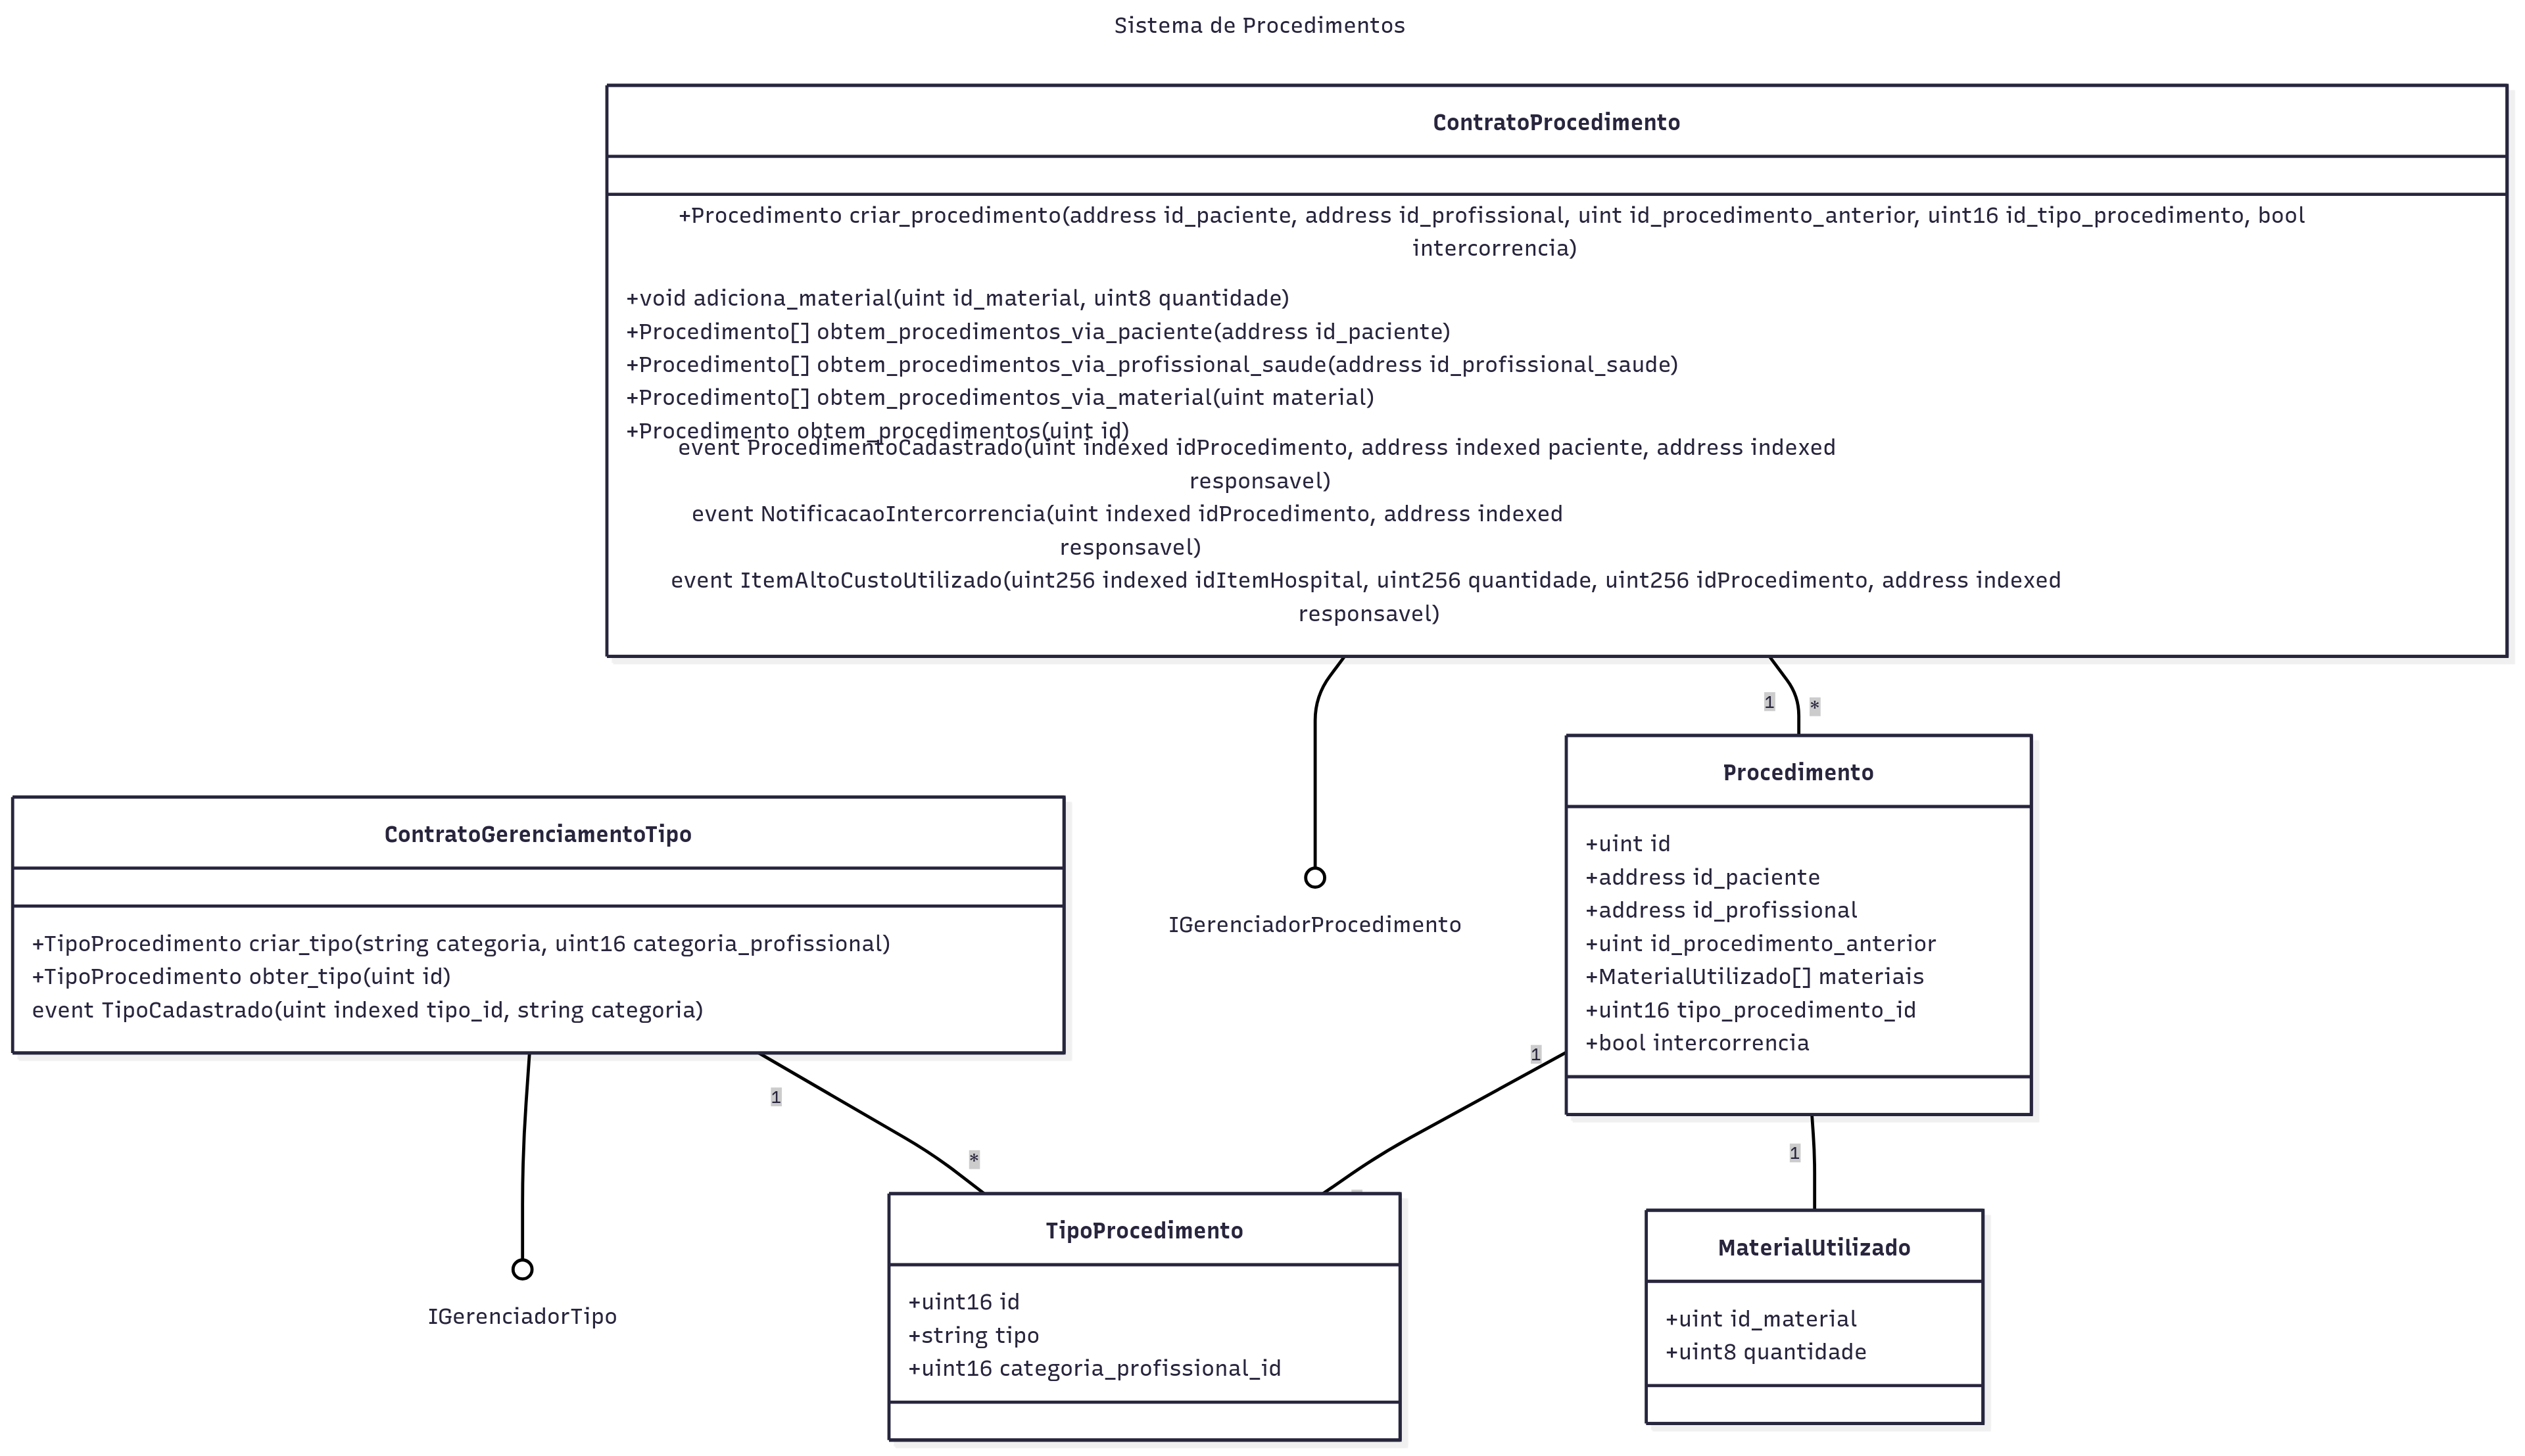 Sistema de Procedimentos
ContratoProcedimento
+Procedimento criar_procedimento(address id_paciente, address id_profissional, uint id_procedimento_anterior, uint16 id_tipo_procedimento, bool
intercorrencia)
+void adiciona_material(uint id_material, uint8 quantidade)
+Procedimento[] obtem_procedimentos_via_paciente(address id_paciente)
+Procedimento[] obtem_procedimentos_via_profissional_saude(address id_profissional_saude)
+Procedimento[] obtem_procedimentos_via_material(uint material)
+Procedimento obtem_procedimentos(uint id)
event ProcedimentoCadastrado(uint indexed idProcedimento, address indexed paciente, address indexed
responsavel)
event NotificacaoIntercorrencia(uint indexed idProcedimento, address indexed
responsavel)
event ItemAltoCustoUtilizado(uint256 indexed idItemHospital, uint256 quantidade, uint256 idProcedimento, address indexed
responsavel)
1
*
Procedimento
+uint id
+address id_paciente
+address id_profissional
+uint id_procedimento_anterior
+MaterialUtilizado[] materiais
+uint16 tipo_procedimento_id
+bool intercorrencia
ContratoGerenciamentoTipo
+TipoProcedimento criar_tipo(string categoria, uint16 categoria_profissional)
+TipoProcedimento obter_tipo(uint id)
event TipoCadastrado(uint indexed tipo_id, string categoria)
IGerenciadorProcedimento
1
*
1
1
IGerenciadorTipo
TipoProcedimento
+uint16 id
+string tipo
+uint16 categoria_profissional_id
MaterialUtilizado
+uint id_material
+uint8 quantidade